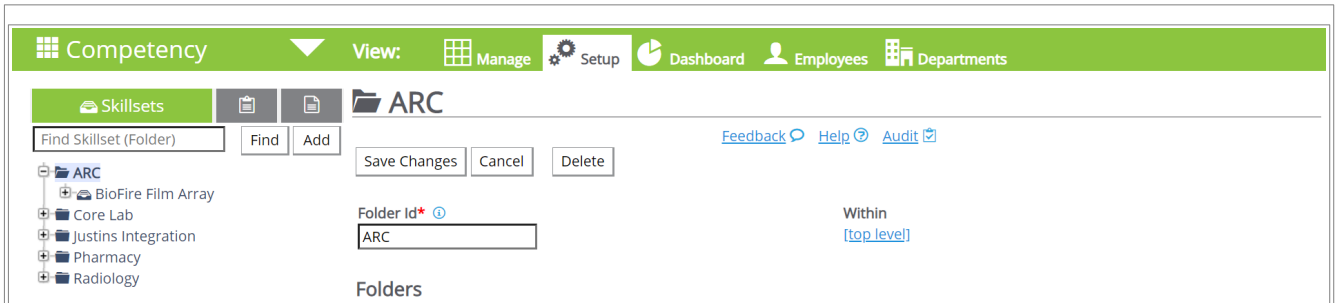 Competency
View: Manage Setup Dashboard Employees Departments
Skillsets
ARC
Find Skillset (Folder) Find Add
Feedback Help Audit
Save Changes Cancel Delete
ARC
BioFire Film Array
Core Lab
Justins Integration
Pharmacy
Radiology
Folder Id* Within
ARC [top level]
Folders